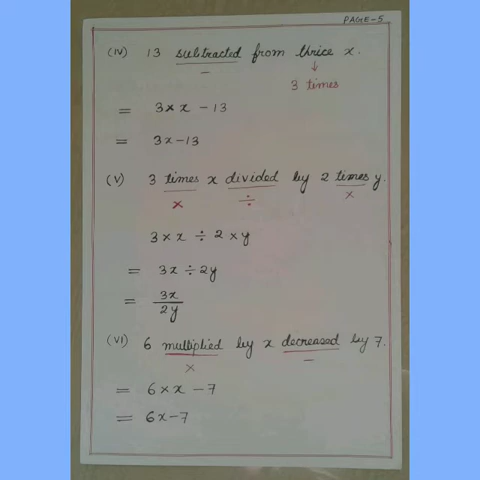 PAGE-5
(IV) 13 subtracted from thrice x.
↓
3 times
= 3 × x - 13
= 3x - 13
(V) 3 times x divided by 2 times y.
× ÷ ×
3 × x ÷ 2 × y
= 3x ÷ 2y
= 3x/2y
(VI) 6 multiplied by x decreased by 7.
× -
= 6 × x - 7
= 6x - 7